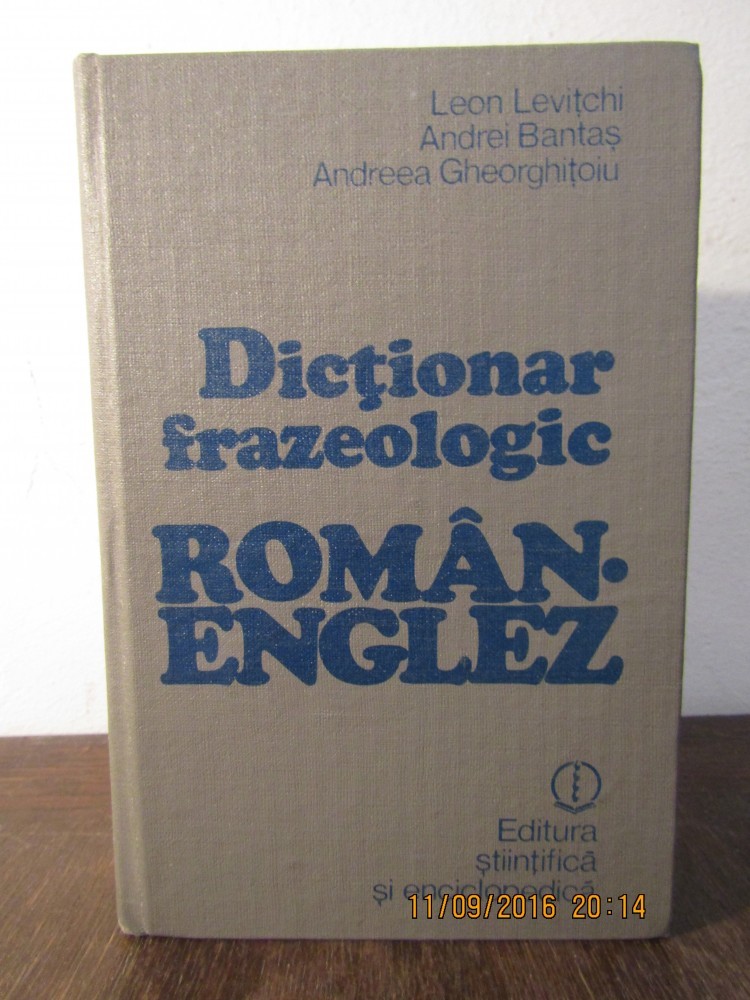 Leon Levițchi
Andrei Bantaș
Andreea Gheorghițoiu
Dicționar
frazeologic
ROMÂN-
ENGLEZ
Editura
științifică
și enciclopedică
11/09/2016 20:14